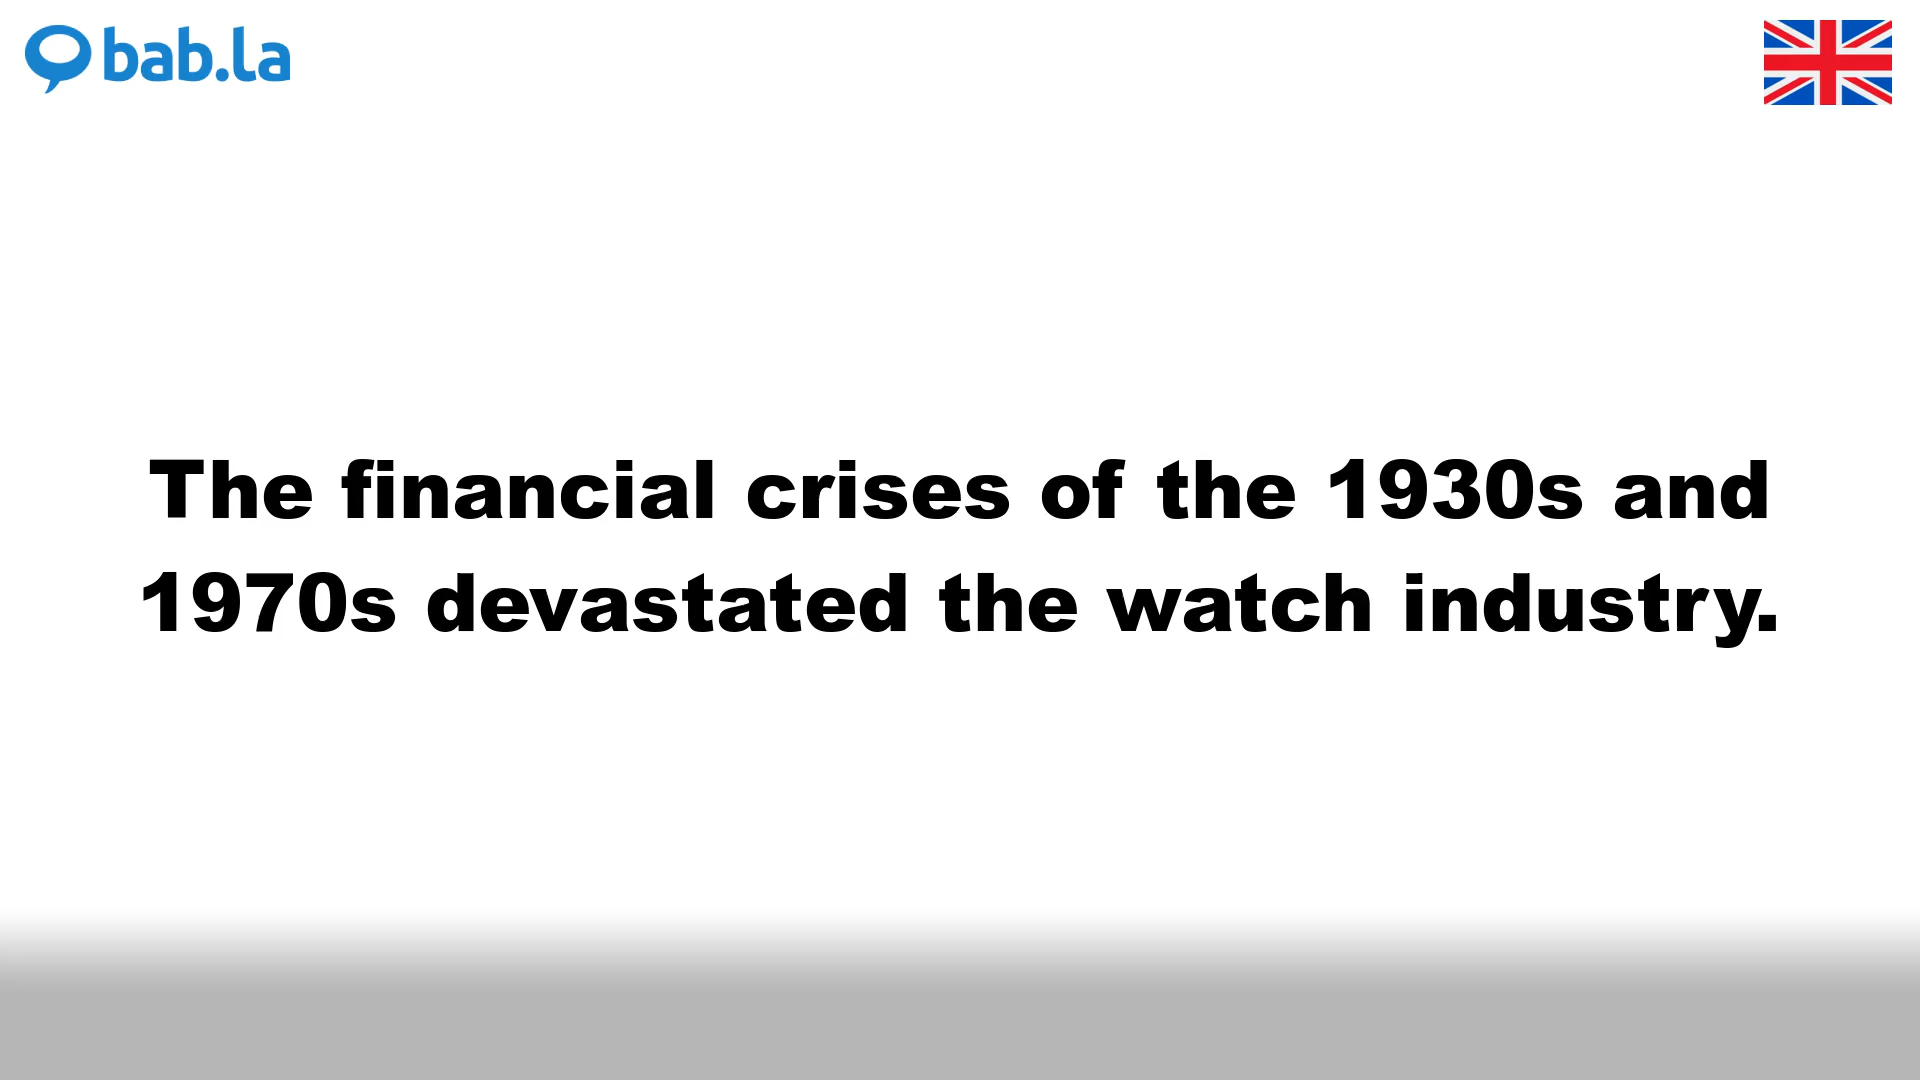 bab.la
The financial crises of the 1930s and
1970s devastated the watch industry.